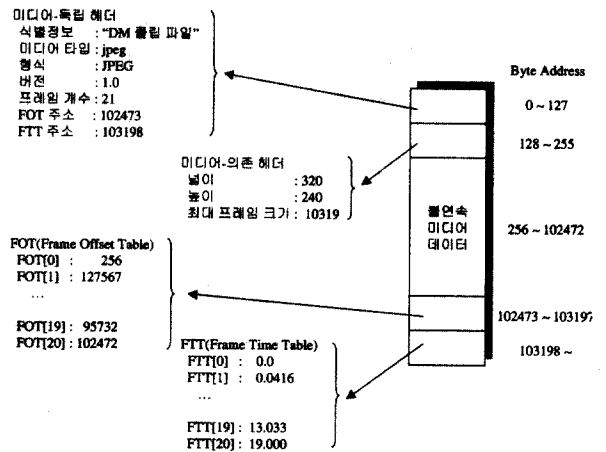 미디어-독립 헤더
식별정보 : “DM 클립 파일”
미디어 타입 : jpeg
형식 : JPEG
버전 : 1.0
프레임 개수 : 21
FOT 주소 : 102473
FTT 주소 : 103198
Byte Address
0 ~ 127
128 ~ 255
미디어-의존 헤더
넓이 : 320
높이 : 240
최대 프레임 크기 : 10319
불연속
미디어
데이터
256 ~ 102472
FOT(Frame Offset Table)
FOT[0] : 256
FOT[1] : 127567
...
FOT[19] : 95732
FOT[20] : 102472
102473 ~ 103197
103198 ~
FTT(Frame Time Table)
FTT[0] : 0.0
FTT[1] : 0.0416
...
FTT[19] : 13.033
FTT[20] : 19.000